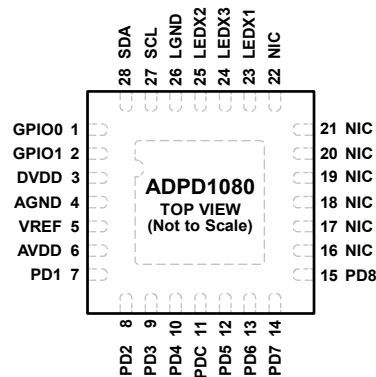 28 SDA
27 SCL
26 LGND
25 LEDX2
24 LEDX3
23 LEDX1
22 NIC
GPIO0 1
GPIO1 2
DVDD 3
AGND 4
VREF 5
AVDD 6
PD1 7
ADPD1080
TOP VIEW
(Not to Scale)
21 NIC
20 NIC
19 NIC
18 NIC
17 NIC
16 NIC
15 PD8
PD2 8
PD3 9
PD4 10
PDC 11
PD5 12
PD6 13
PD7 14